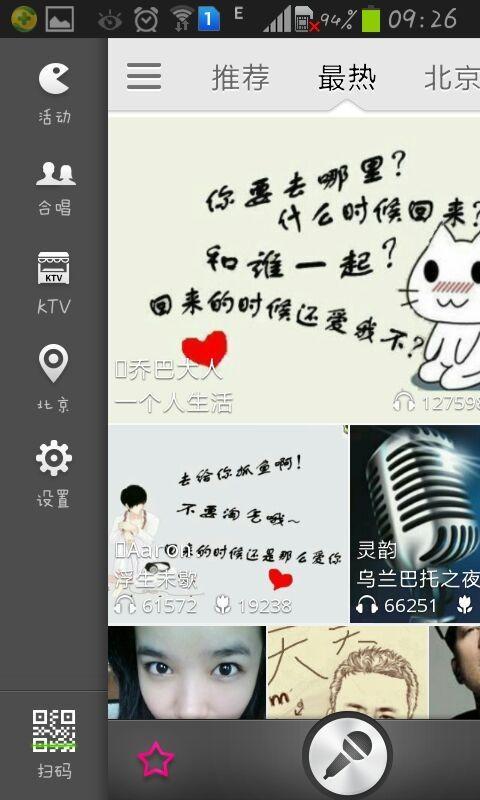 1 E 94% 09:26
推荐 最热 北京
活动
合唱
KTV
KTV
北京
设置
扫码
你要去哪里?
什么时候回来?
和谁一起?
回来的时候还爱我不?
乔巴大人
一个人生活
127598
去给你抓鱼啊!
不要淘气哦~
回来的时候还是那么爱你
Aaron
浮生未歇
61572 19238
灵韵
乌兰巴托之夜
66251
天天
m